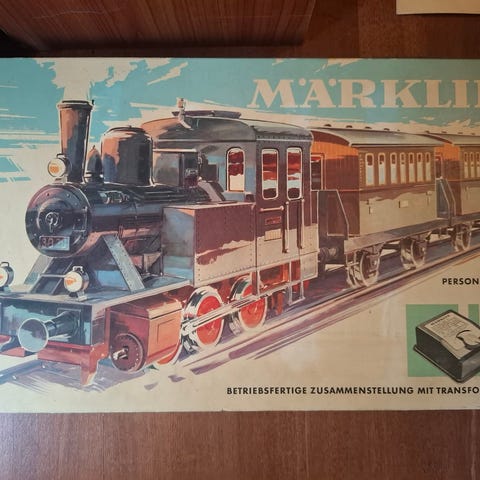 MÄRKLI
PERSON
BETRIEBSFERTIGE ZUSAMMENSTELLUNG MIT TRANSFO